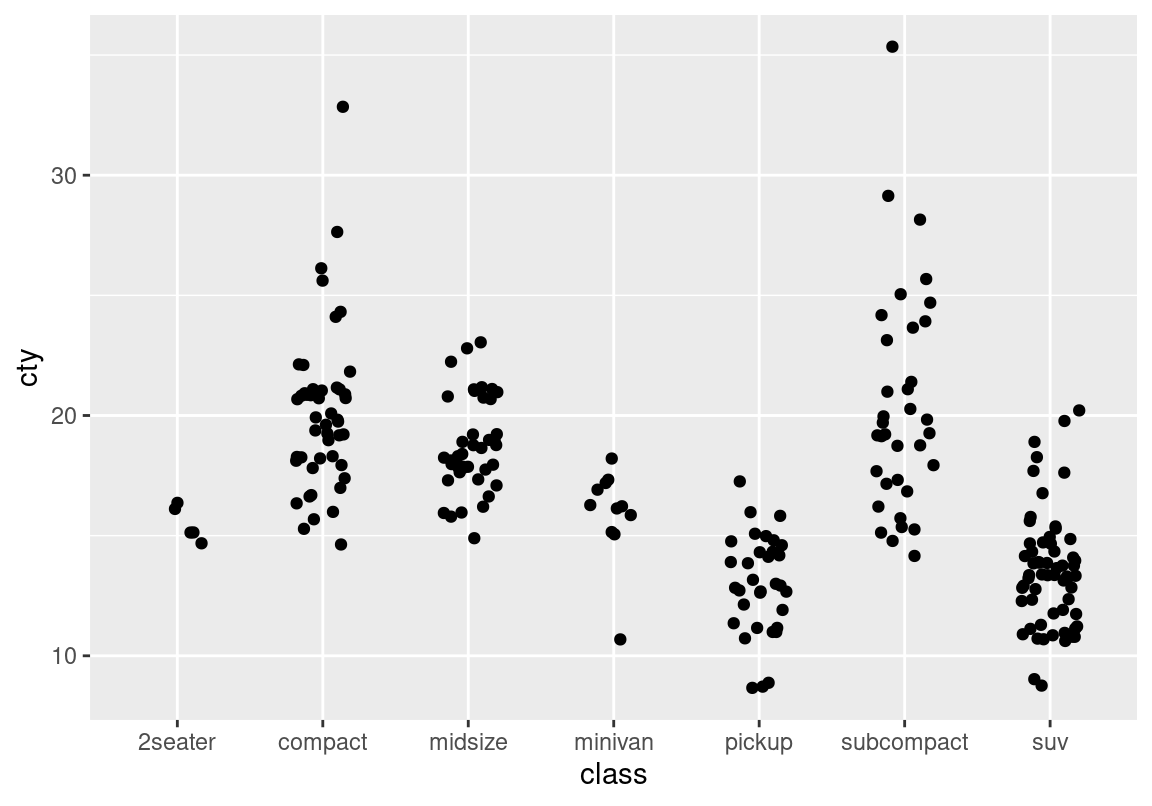 cty
30
20
10
2seater compact midsize minivan pickup subcompact suv
class